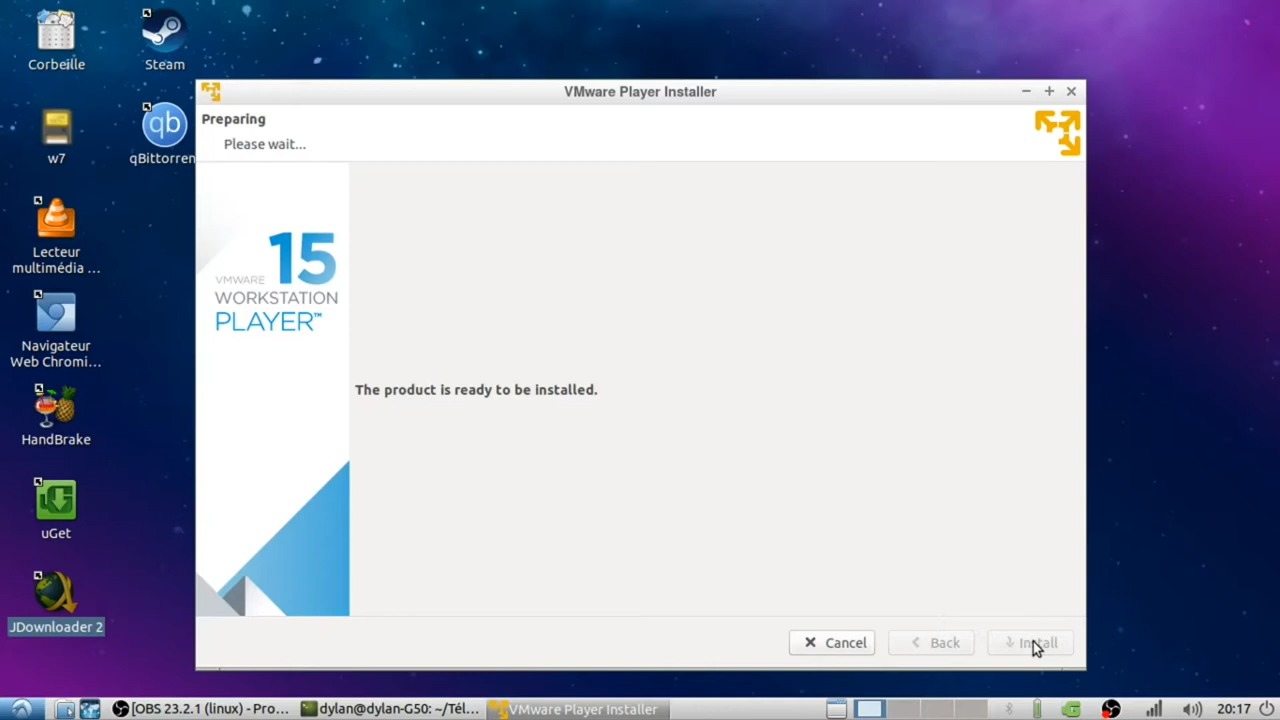 Corbeille
Steam
w7
qb
qBittorren
Lecteur
multimédia ...
Navigateur
Web Chromi...
HandBrake
uGet
JDownloader 2
VMware Player Installer
Preparing
Please wait...
15
VMWARE
WORKSTATION
PLAYER™
The product is ready to be installed.
Cancel
Back
Install
[OBS 23.2.1 (linux) - Pro...
dylan@dylan-G50: ~/Tél...
VMware Player Installer
20:17